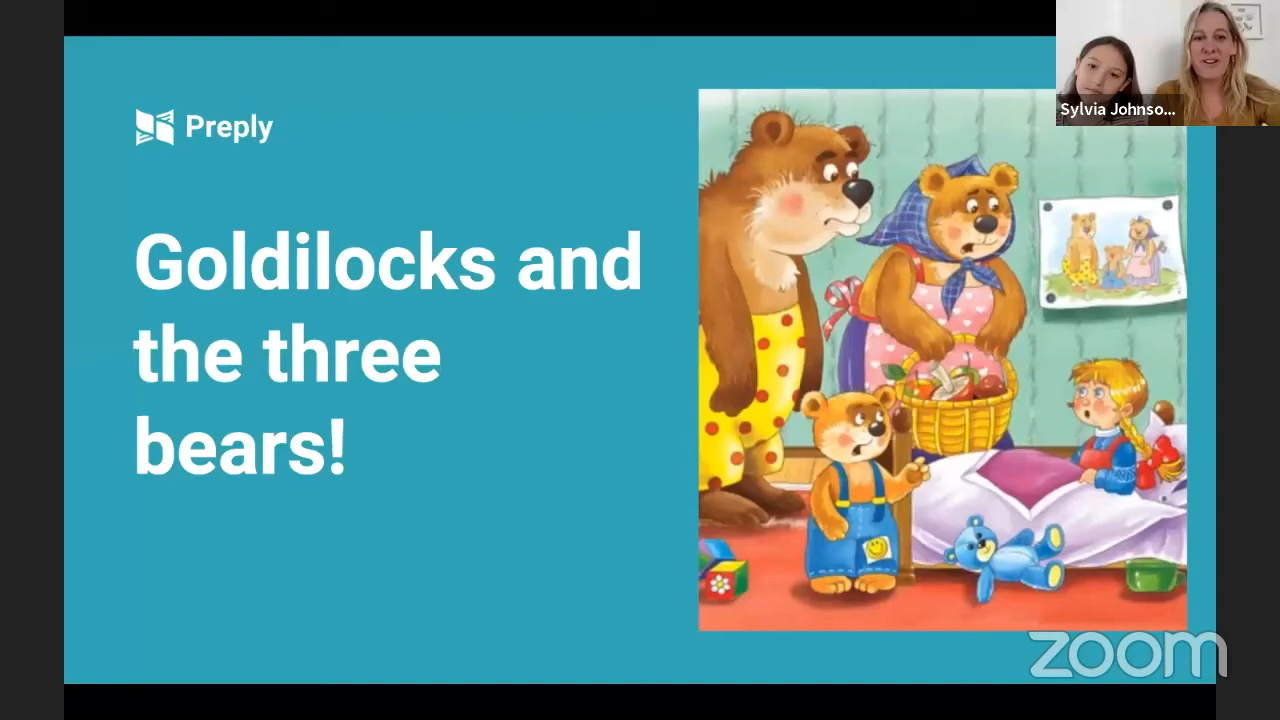 Sylvia Johnso...
Preply
Goldilocks and
the three
bears!
zoom